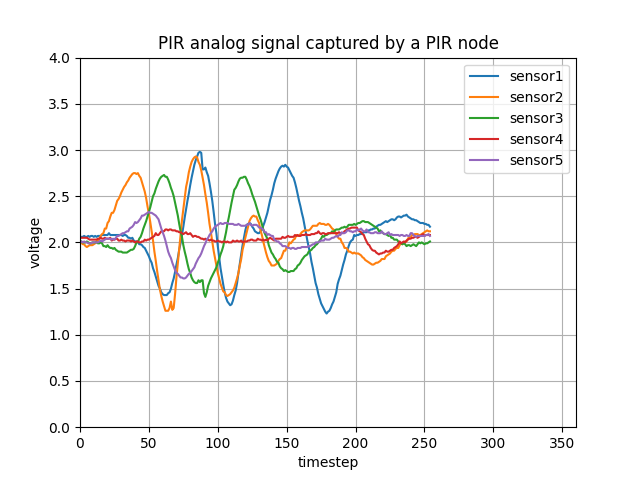 PIR analog signal captured by a PIR node
4.0
3.5
3.0
2.5
2.0
1.5
1.0
0.5
0.0
voltage
sensor1
sensor2
sensor3
sensor4
sensor5
0 50 100 150 200 250 300 350
timestep